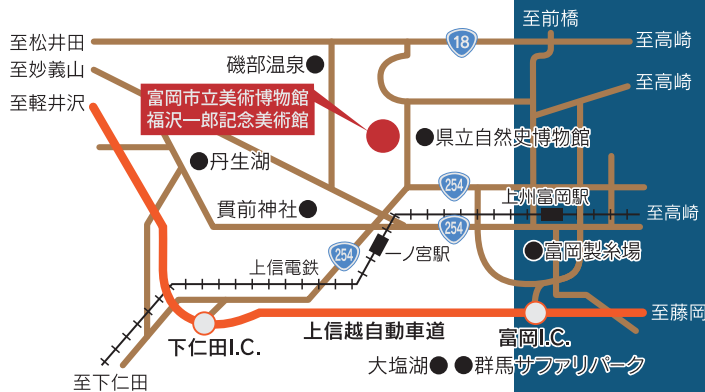 至前橋
至松井田
18
至高崎
至妙義山
磯部温泉
至高崎
至軽井沢
富岡市立美術博物館
福沢一郎記念美術館
県立自然史博物館
丹生湖
254
上州富岡駅
貫前神社
至高崎
254
254
一ノ宮駅
富岡製糸場
上信電鉄
至藤岡
上信越自動車道
富岡I.C.
下仁田I.C.
大塩湖
群馬サファリパーク
至下仁田